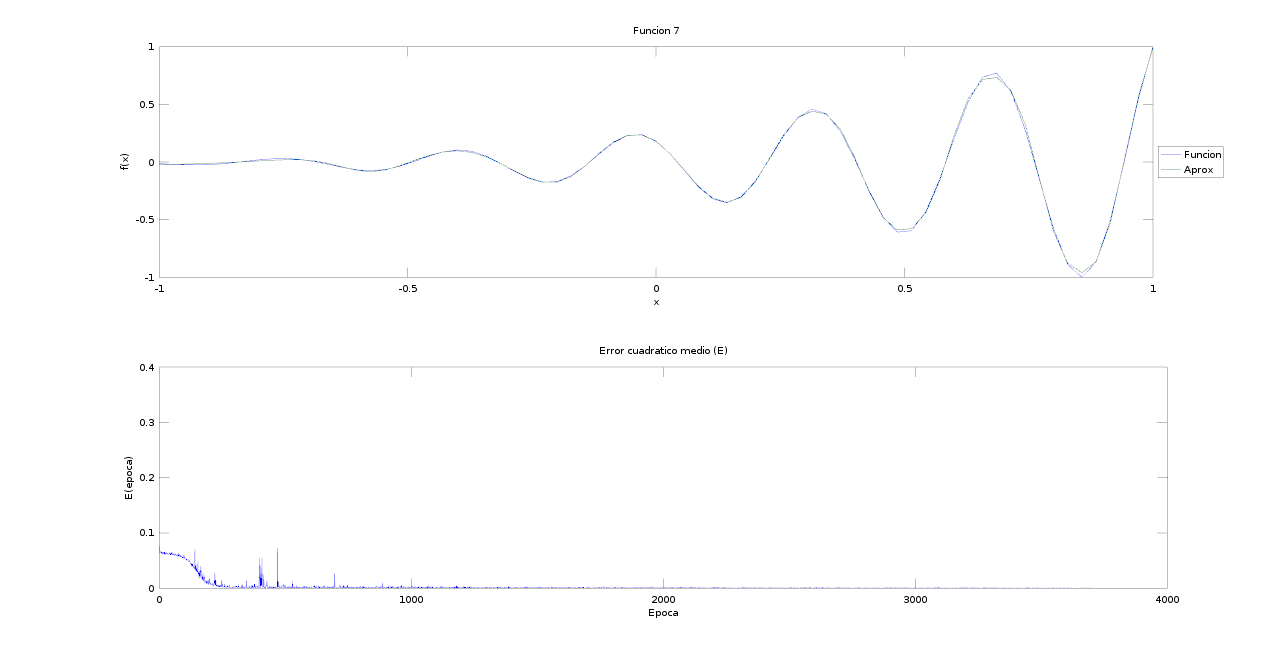 Funcion 7
1
0.5
0
-0.5
-1
f(x)
-1 -0.5 0 0.5 1
x
Funcion
Aprox
Error cuadratico medio (E)
0.4
0.3
0.2
0.1
0
E(epoca)
0 1000 2000 3000 4000
Epoca